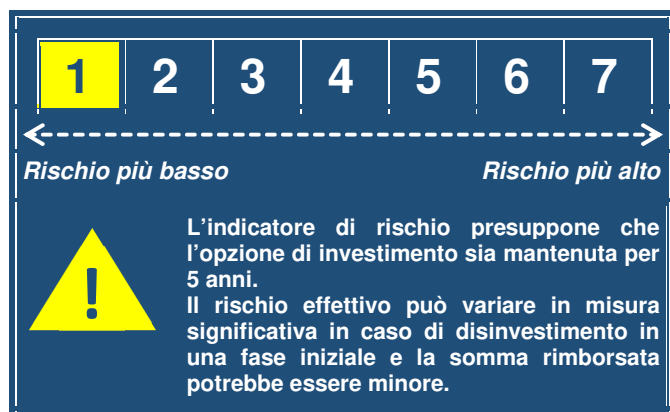 1 2 3 4 5 6 7
Rischio più basso Rischio più alto
!
L'indicatore di rischio presuppone che
l'opzione di investimento sia mantenuta per
5 anni.
Il rischio effettivo può variare in misura
significativa in caso di disinvestimento in
una fase iniziale e la somma rimborsata
potrebbe essere minore.